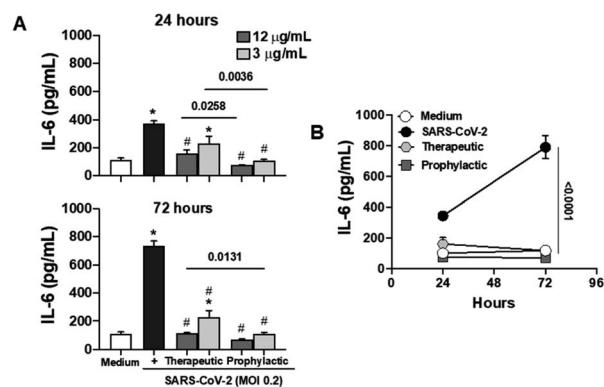 A
24 hours
12 µg/mL
3 µg/mL
IL-6 (pg/mL)
1000
800
600
400
200
0
0.0036
0.0258
*
#
*
#
#
72 hours
IL-6 (pg/mL)
1000
800
600
400
200
0
*
0.0131
#
#
*
#
#
Medium + Therapeutic Prophylactic
SARS-CoV-2 (MOI 0.2)
B
IL-6 (pg/mL)
1000
800
600
400
200
0
Medium
SARS-CoV-2
Therapeutic
Prophylactic
<0.0001
0 24 48 72 96
Hours